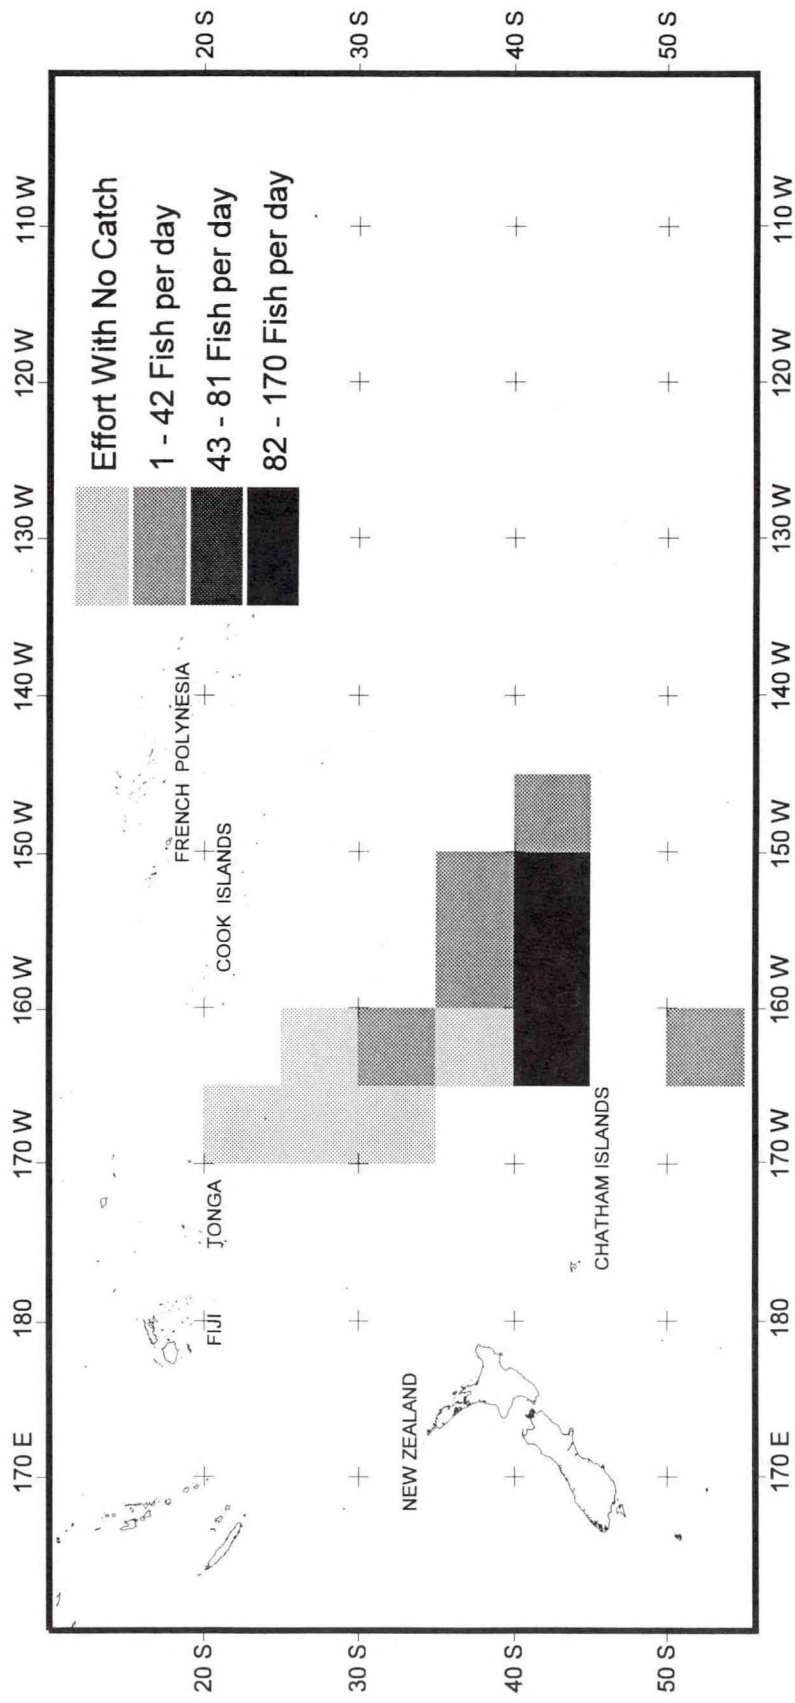 170 E
180
170 W
160 W
150 W
140 W
130 W
120 W
110 W
20 S
20 S
30 S
30 S
40 S
40 S
50 S
50 S
Effort With No Catch
1 - 42 Fish per day
43 - 81 Fish per day
82 - 170 Fish per day
FRENCH POLYNESIA
COOK ISLANDS
TONGA
FIJI
NEW ZEALAND
CHATHAM ISLANDS
170 E
180
170 W
160 W
150 W
140 W
130 W
120 W
110 W